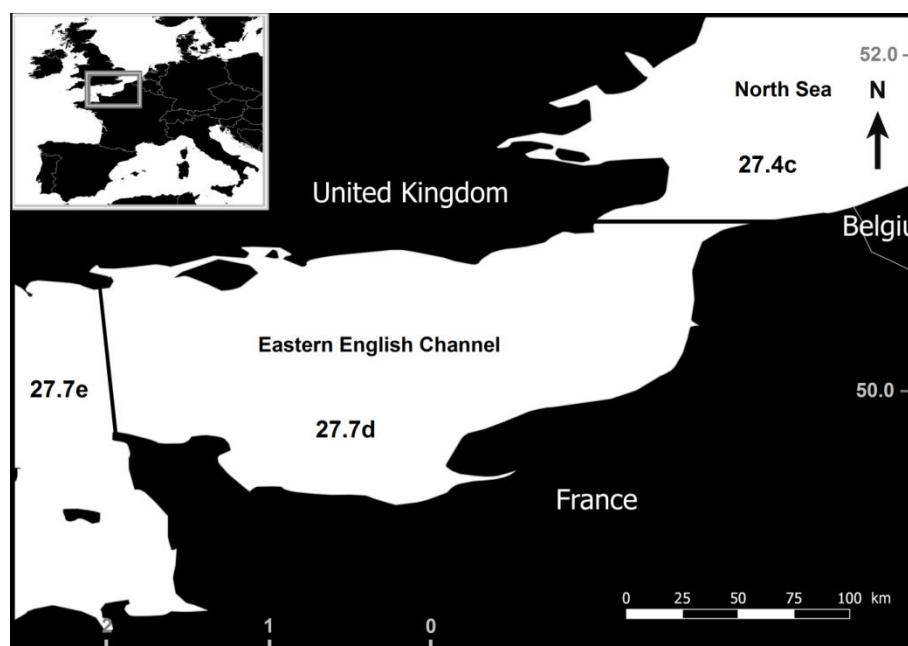 52.0
North Sea
N
27.4c
United Kingdom
Belgiu
Eastern English Channel
27.7e
50.0
27.7d
France
0 25 50 75 100 km
2 1 0